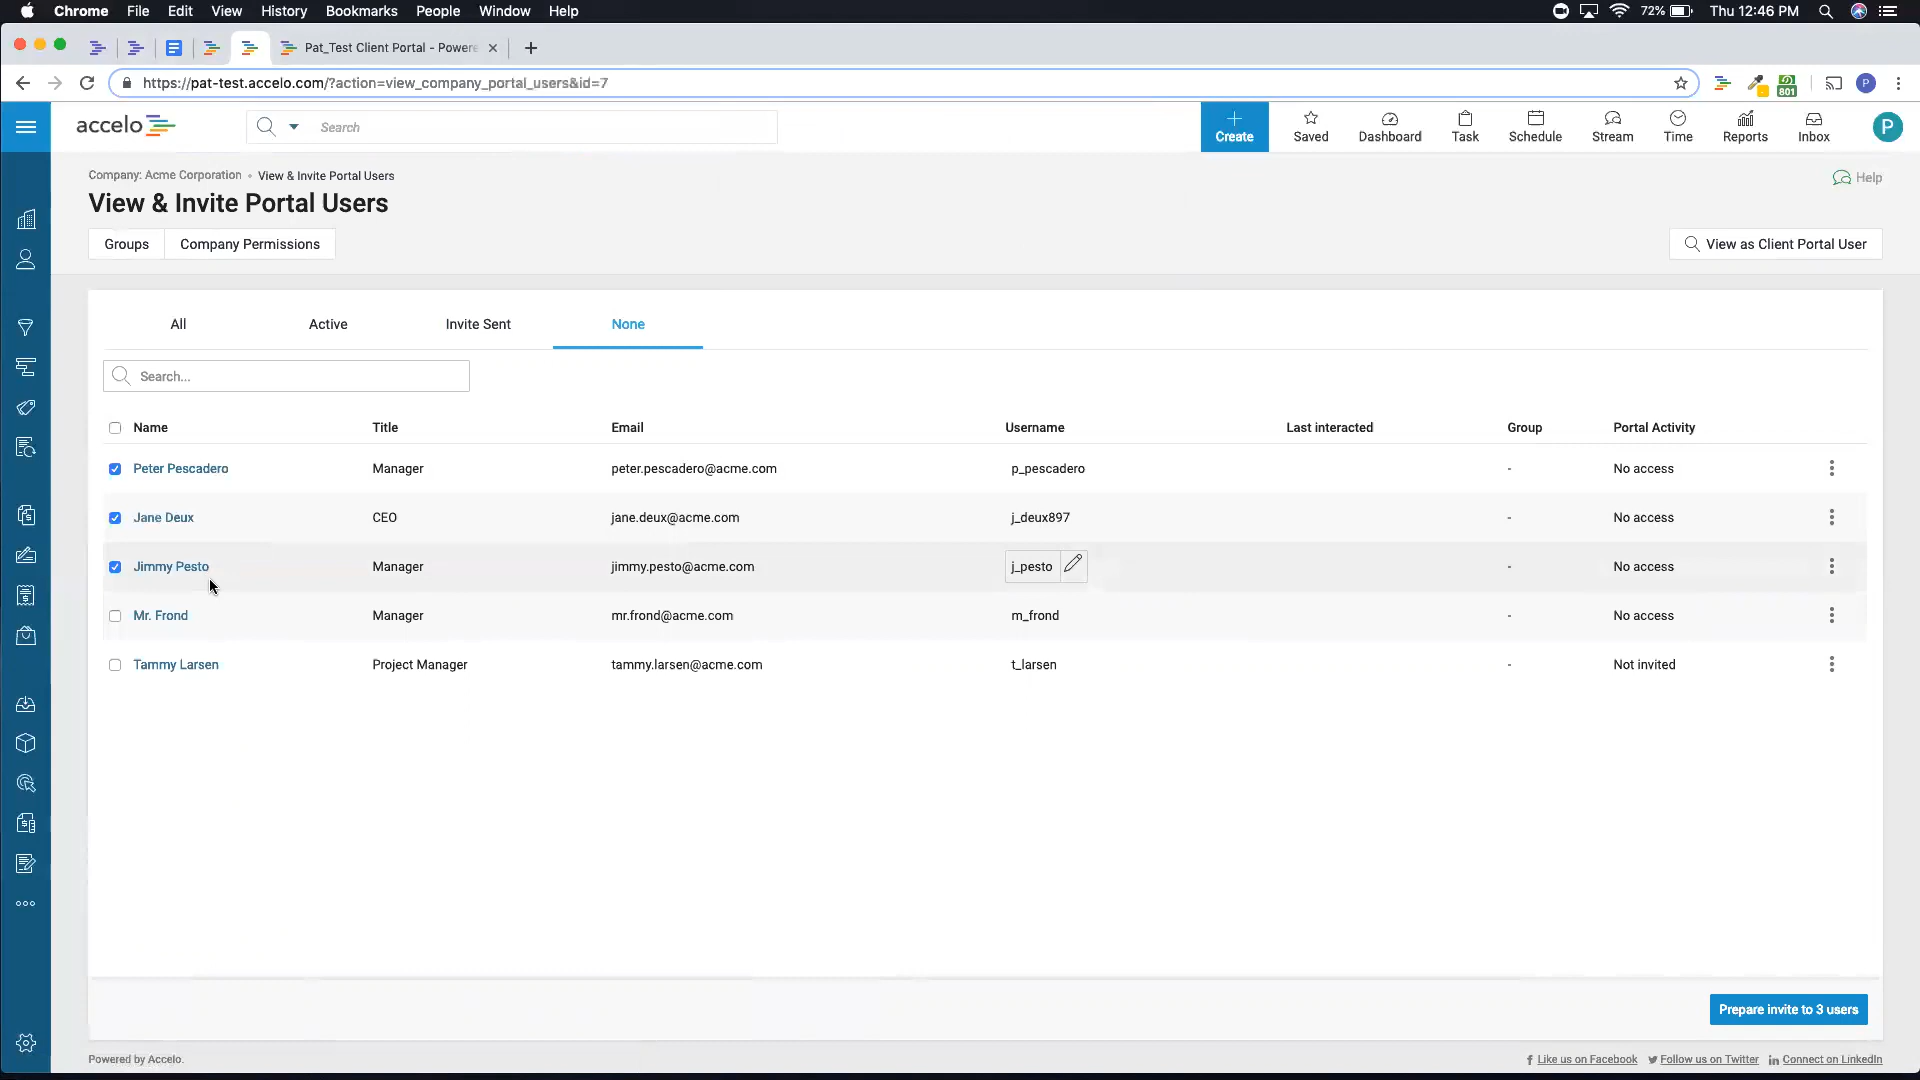 Chrome File Edit View History Bookmarks People Window Help 72% Thu 12:46 PM
Pat_Test Client Portal - Powere
https://pat-test.accelo.com/?action=view_company_portal_users&id=7 801 P
accelo Search Create Saved Dashboard Task Schedule Stream Time Reports Inbox P
Company: Acme Corporation • View & Invite Portal Users Help
View & Invite Portal Users
Groups Company Permissions View as Client Portal User
All Active Invite Sent None
Search...
Name Title Email Username Last interacted Group Portal Activity
Peter Pescadero Manager peter.pescadero@acme.com p_pescadero - No access
Jane Deux CEO jane.deux@acme.com j_deux897 - No access
Jimmy Pesto Manager jimmy.pesto@acme.com j_pesto - No access
Mr. Frond Manager mr.frond@acme.com m_frond - No access
Tammy Larsen Project Manager tammy.larsen@acme.com t_larsen - Not invited
Prepare invite to 3 users
Powered by Accelo. Like us on Facebook Follow us on Twitter Connect on LinkedIn